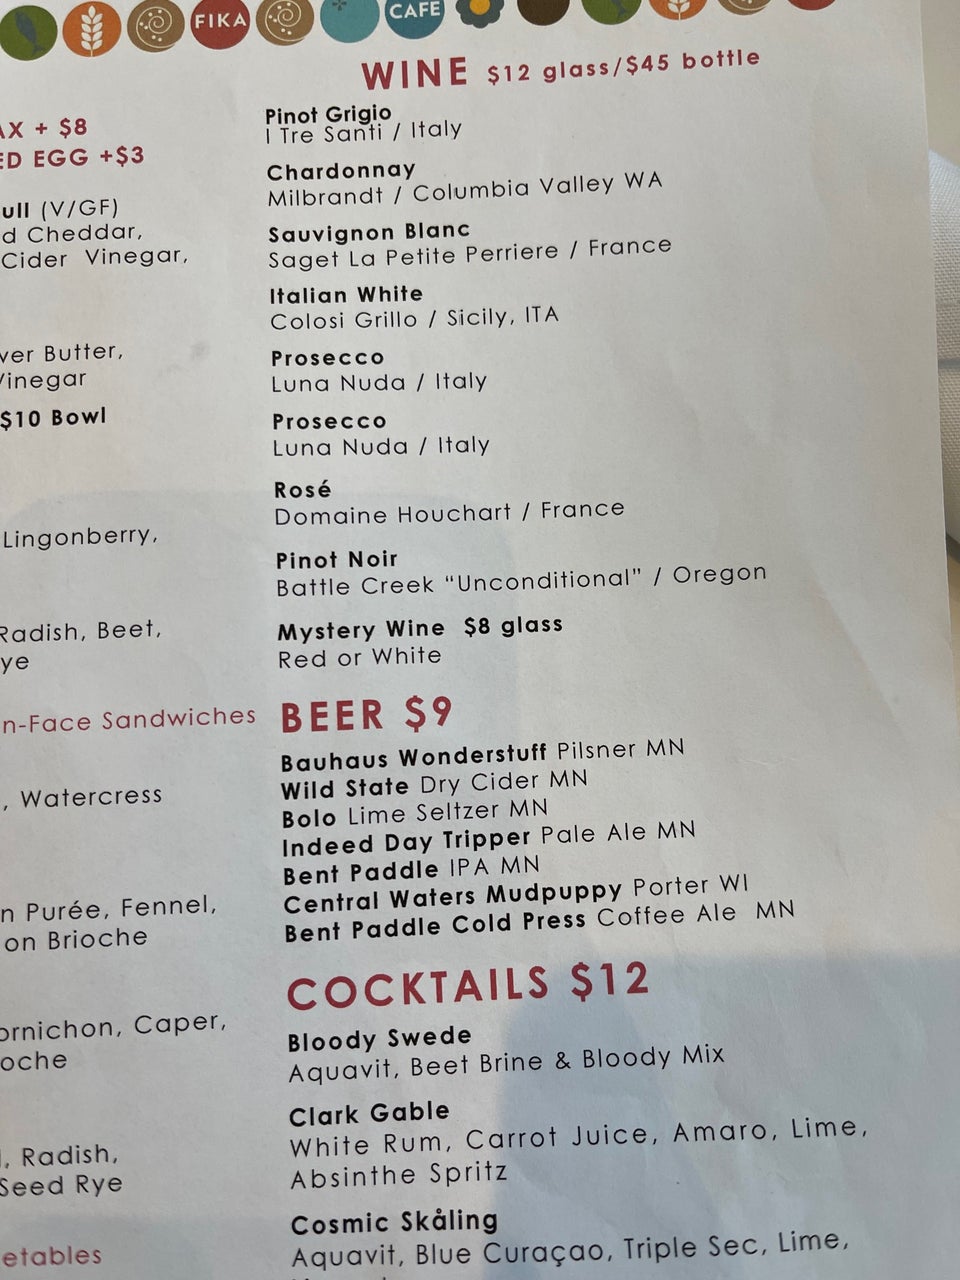 FIKA
CAFE
AX + $8
ED EGG +$3
ull (V/GF)
d Cheddar,
Cider Vinegar,
ver Butter,
Vinegar
$10 Bowl
Lingonberry,
Radish, Beet,
ye
n-Face Sandwiches
, Watercress
n Purée, Fennel,
on Brioche
ornichon, Caper,
oche
, Radish,
Seed Rye
etables
WINE $12 glass/$45 bottle
Pinot Grigio
I Tre Santi / Italy
Chardonnay
Milbrandt / Columbia Valley WA
Sauvignon Blanc
Saget La Petite Perriere / France
Italian White
Colosi Grillo / Sicily, ITA
Prosecco
Luna Nuda / Italy
Prosecco
Luna Nuda / Italy
Rosé
Domaine Houchart / France
Pinot Noir
Battle Creek “Unconditional” / Oregon
Mystery Wine $8 glass
Red or White
BEER $9
Bauhaus Wonderstuff Pilsner MN
Wild State Dry Cider MN
Bolo Lime Seltzer MN
Indeed Day Tripper Pale Ale MN
Bent Paddle IPA MN
Central Waters Mudpuppy Porter WI
Bent Paddle Cold Press Coffee Ale MN
COCKTAILS $12
Bloody Swede
Aquavit, Beet Brine & Bloody Mix
Clark Gable
White Rum, Carrot Juice, Amaro, Lime,
Absinthe Spritz
Cosmic Skåling
Aquavit, Blue Curaçao, Triple Sec, Lime,